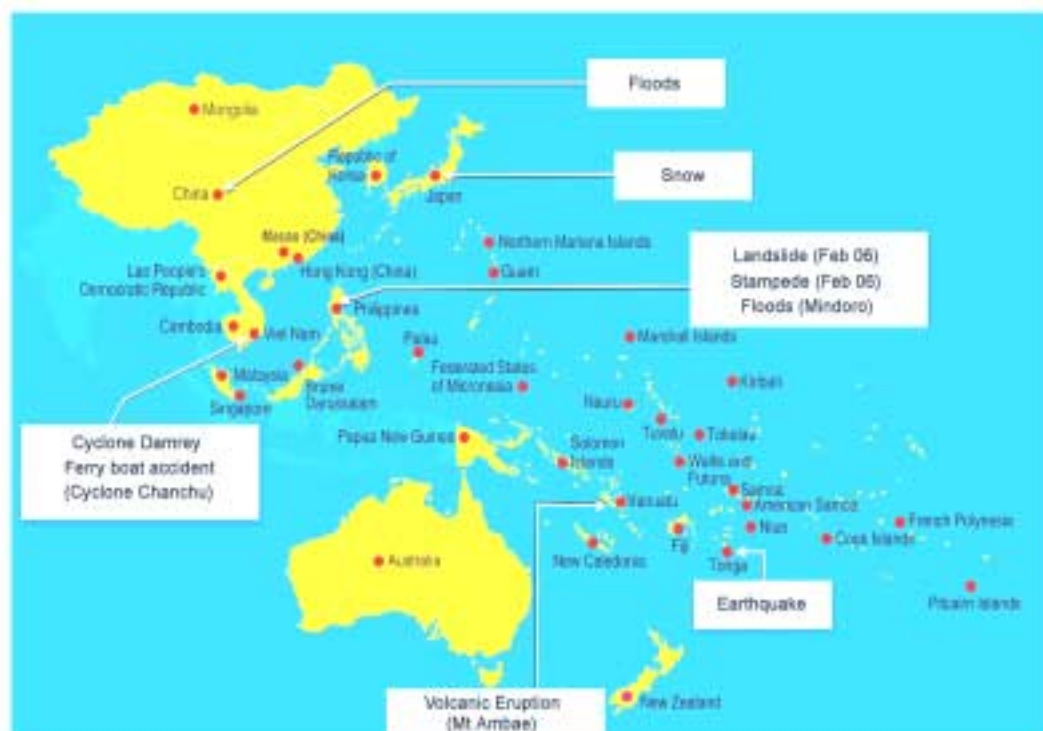 Floods
Mongolia
Republic of
Korea
Japan
Snow
China
Macao (China)
Hong Kong (China)
Northern Mariana Islands
Guam
Landslide (Feb 06)
Stampede (Feb 06)
Floods (Mindoro)
Lao People's
Democratic Republic
Philippines
Cambodia
Viet Nam
Palau
Marshall Islands
Malaysia
Singapore
Brunei
Darussalam
Federated States
of Micronesia
Kiribati
Nauru
Tuvalu
Tokelau
Cyclone Damrey
Ferry boat accident
(Cyclone Chanchu)
Papua New Guinea
Solomon
Islands
Wallis and
Futuna
Samoa
American Samoa
Vanuatu
Niue
French Polynesia
Cook Islands
Fiji
New Caledonia
Tonga
Australia
Earthquake
Pitcairn Islands
Volcanic Eruption
(Mt Ambae)
New Zealand